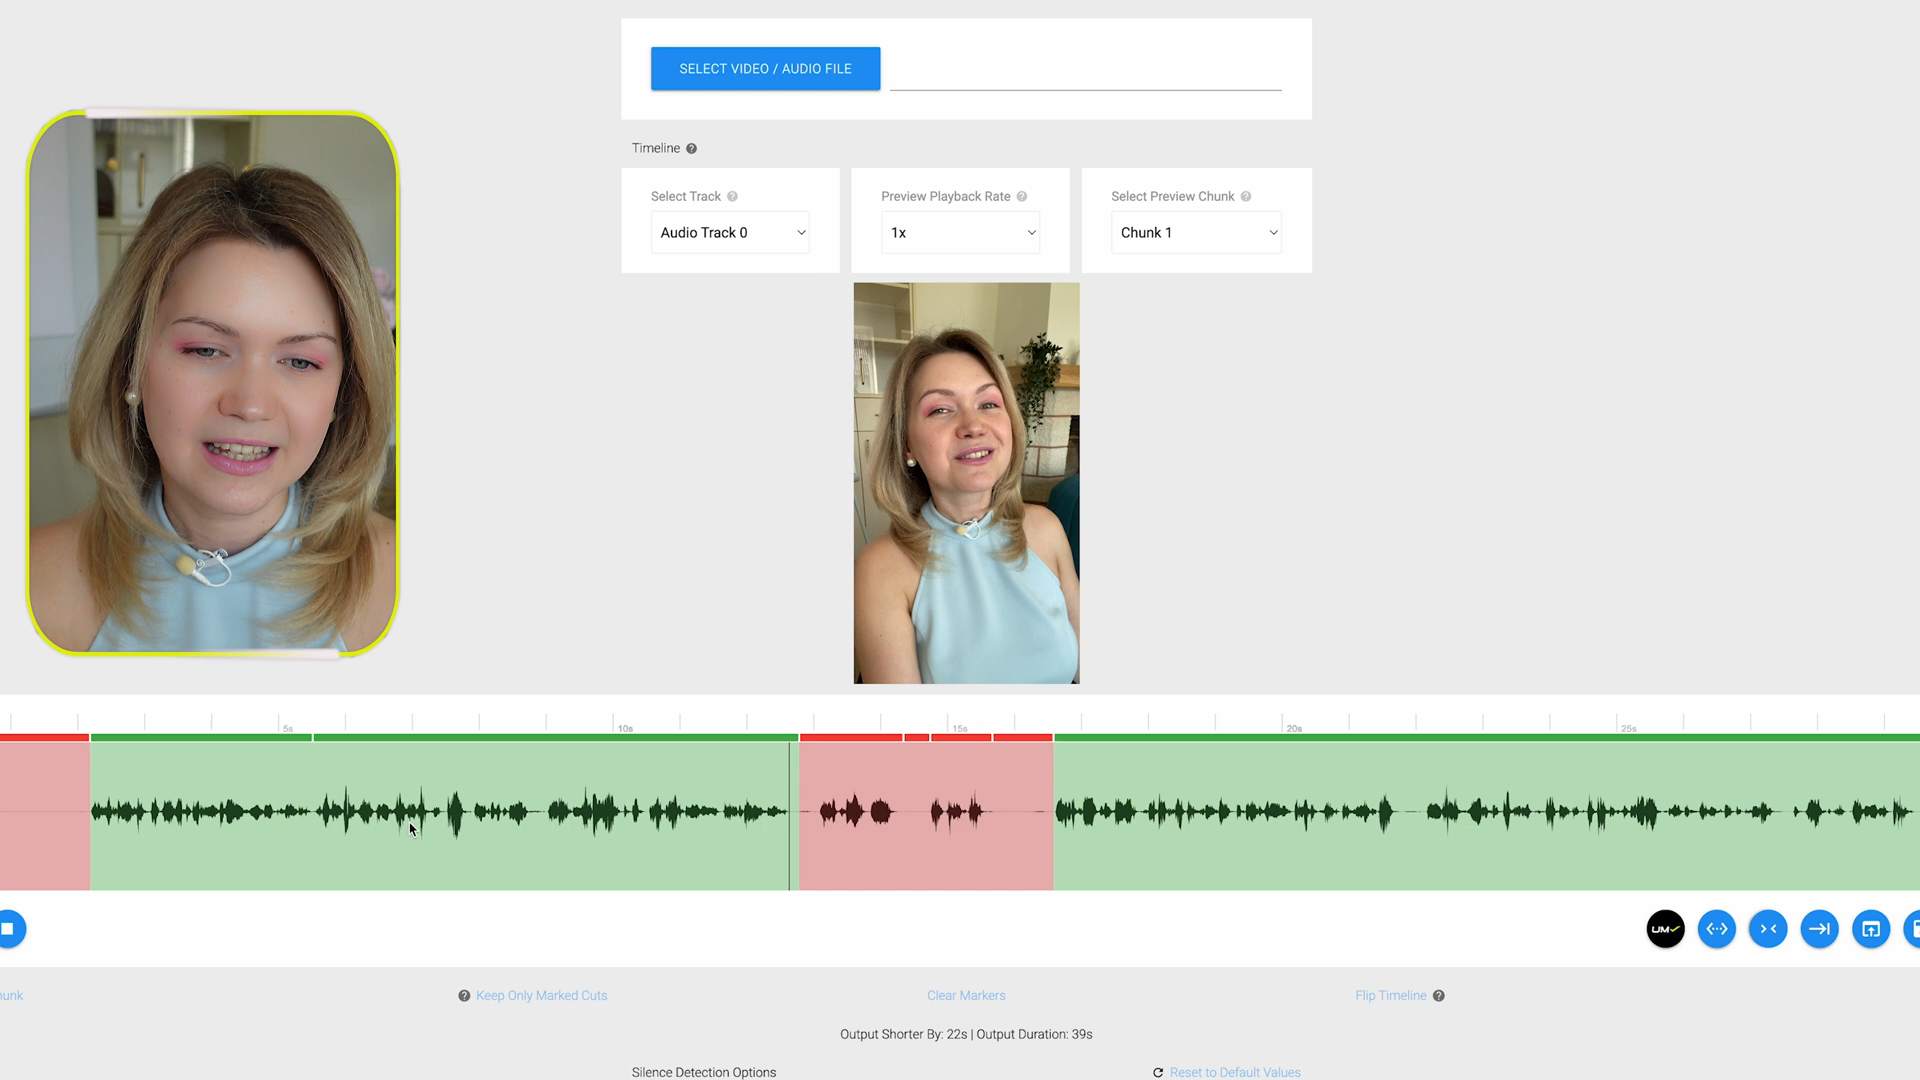 SELECT VIDEO / AUDIO FILE
Timeline
Select Track
Preview Playback Rate
Select Preview Chunk
Audio Track 0
1x
Chunk 1
5s
10s
15s
20s
25s
UM
hunk
Keep Only Marked Cuts
Clear Markers
Flip Timeline
Output Shorter By: 22s | Output Duration: 39s
Silence Detection Options
Reset to Default Values